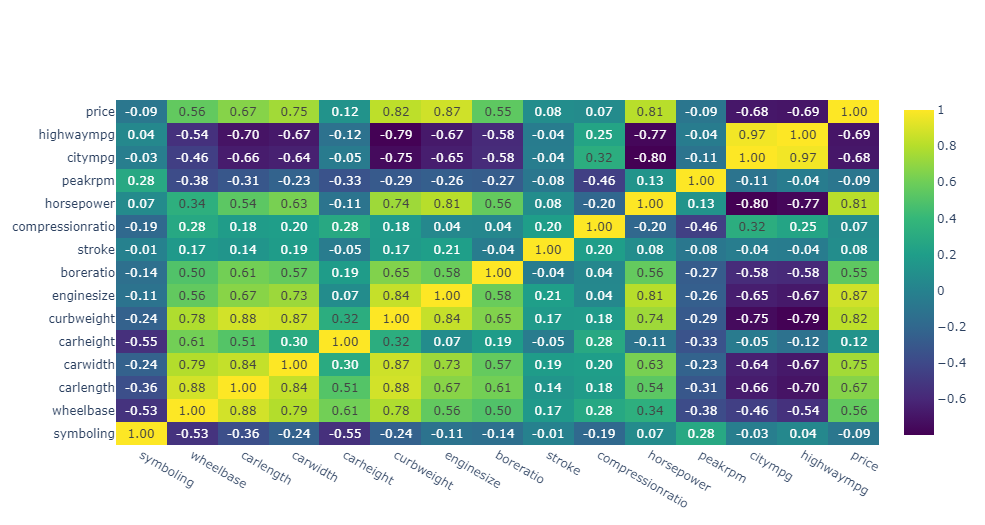 price -0.09 0.56 0.67 0.75 0.12 0.82 0.87 0.55 0.08 0.07 0.81 -0.09 -0.68 -0.69 1.00
highwaympg 0.04 -0.54 -0.70 -0.67 -0.12 -0.79 -0.67 -0.58 -0.04 0.25 -0.77 -0.04 0.97 1.00 -0.69
citympg -0.03 -0.46 -0.66 -0.64 -0.05 -0.75 -0.65 -0.58 -0.04 0.32 -0.80 -0.11 1.00 0.97 -0.68
peakrpm 0.28 -0.38 -0.31 -0.23 -0.33 -0.29 -0.26 -0.27 -0.08 -0.46 0.13 1.00 -0.11 -0.04 -0.09
horsepower 0.07 0.34 0.54 0.63 -0.11 0.74 0.81 0.56 0.08 -0.20 1.00 0.13 -0.80 -0.77 0.81
compressionratio -0.19 0.28 0.18 0.20 0.28 0.18 0.04 0.04 0.20 1.00 -0.20 -0.46 0.32 0.25 0.07
stroke -0.01 0.17 0.14 0.19 -0.05 0.17 0.21 -0.04 1.00 0.20 0.08 -0.08 -0.04 -0.04 0.08
boreratio -0.14 0.50 0.61 0.57 0.19 0.65 0.58 1.00 -0.04 0.04 0.56 -0.27 -0.58 -0.58 0.55
enginesize -0.11 0.56 0.67 0.73 0.07 0.84 1.00 0.58 0.21 0.04 0.81 -0.26 -0.65 -0.67 0.87
curbweight -0.24 0.78 0.88 0.87 0.32 1.00 0.84 0.65 0.17 0.18 0.74 -0.29 -0.75 -0.79 0.82
carheight -0.55 0.61 0.51 0.30 1.00 0.32 0.07 0.19 -0.05 0.28 -0.11 -0.33 -0.05 -0.12 0.12
carwidth -0.24 0.79 0.84 1.00 0.30 0.87 0.73 0.57 0.19 0.20 0.63 -0.23 -0.64 -0.67 0.75
carlength -0.36 0.88 1.00 0.84 0.51 0.88 0.67 0.61 0.14 0.18 0.54 -0.31 -0.66 -0.70 0.67
wheelbase -0.53 1.00 0.88 0.79 0.61 0.78 0.56 0.50 0.17 0.28 0.34 -0.38 -0.46 -0.54 0.56
symboling 1.00 -0.53 -0.36 -0.24 -0.55 -0.24 -0.11 -0.14 -0.01 -0.19 0.07 0.28 -0.03 0.04 -0.09
symboling wheelbase carlength carwidth carheight curbweight enginesize boreratio stroke compressionratio horsepower peakrpm citympg highwaympg price
1
0.8
0.6
0.4
0.2
0
−0.2
−0.4
−0.6